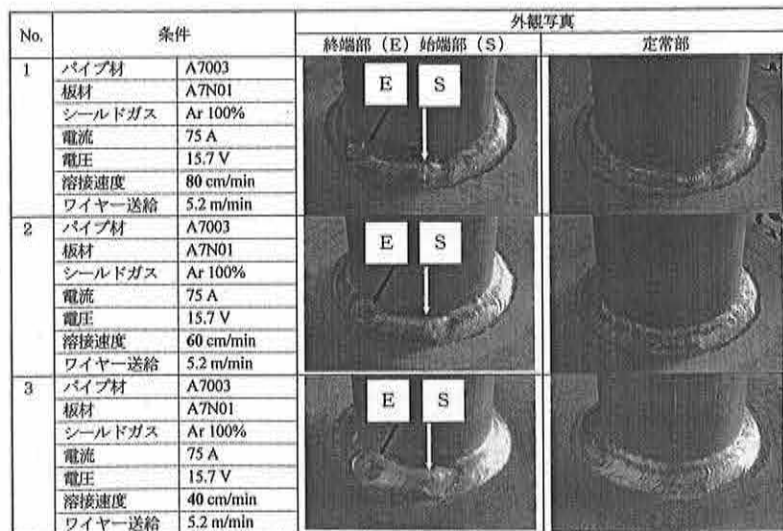 No. 条件 外観写真
終端部（E）始端部（S） 定常部
1 パイプ材 A7003
板材 A7N01
シールドガス Ar 100%
電流 75 A
電圧 15.7 V
溶接速度 80 cm/min
ワイヤー送給 5.2 m/min
E S
2 パイプ材 A7003
板材 A7N01
シールドガス Ar 100%
電流 75 A
電圧 15.7 V
溶接速度 60 cm/min
ワイヤー送給 5.2 m/min
E S
3 パイプ材 A7003
板材 A7N01
シールドガス Ar 100%
電流 75 A
電圧 15.7 V
溶接速度 40 cm/min
ワイヤー送給 5.2 m/min
E S